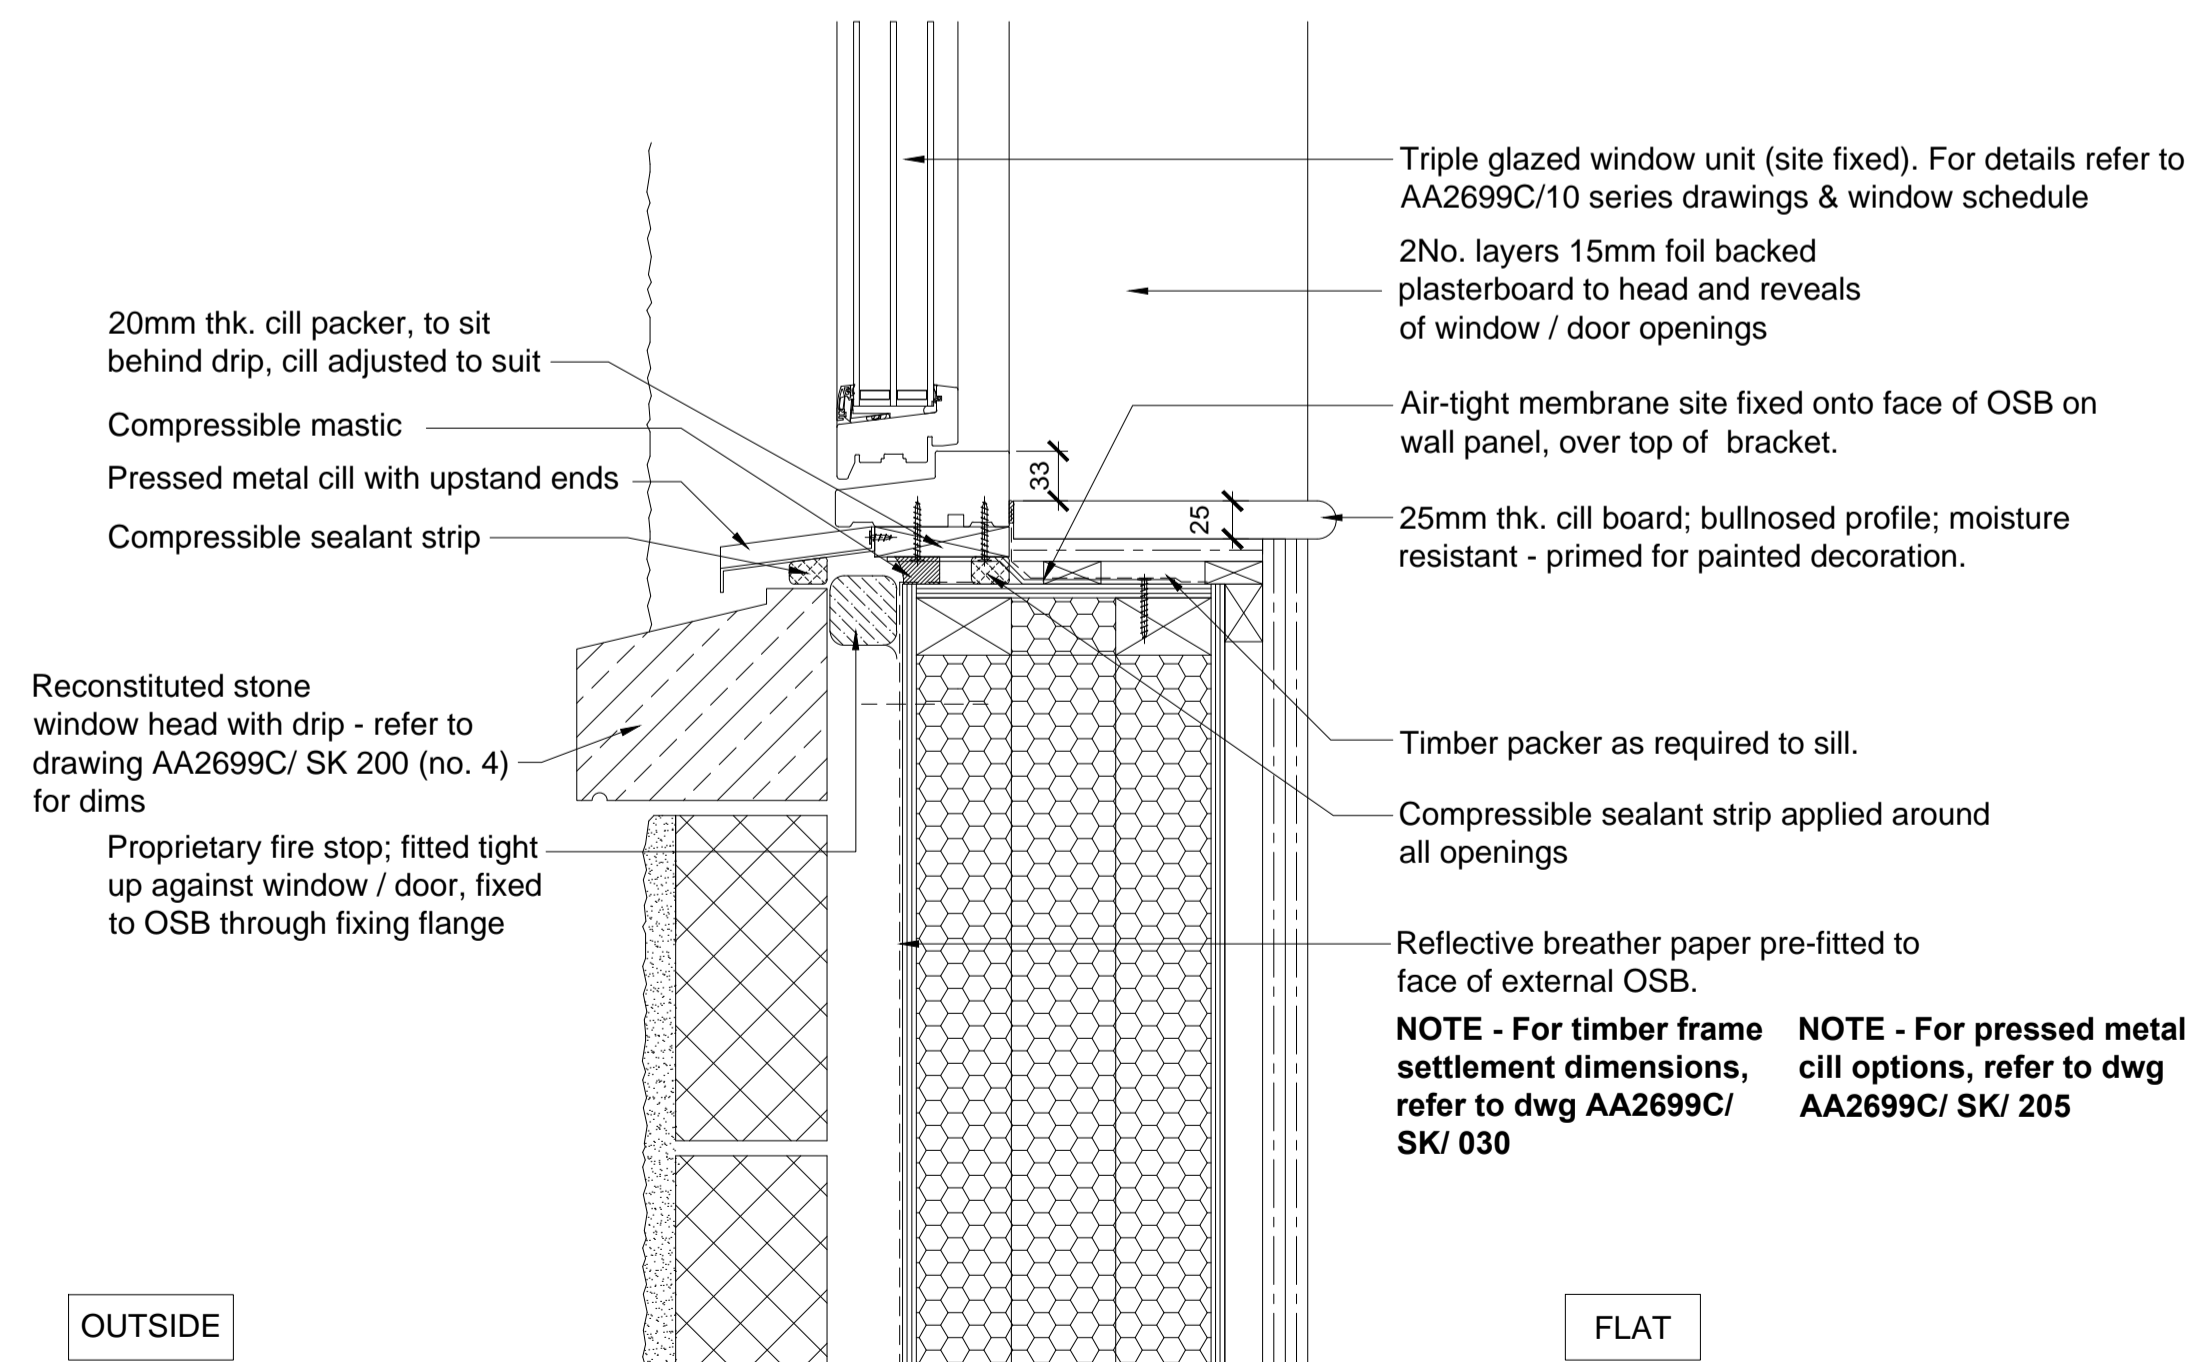 Triple glazed window unit (site fixed). For details refer to
AA2699C/10 series drawings & window schedule
2No. layers 15mm foil backed
plasterboard to head and reveals
of window / door openings
20mm thk. cill packer, to sit
behind drip, cill adjusted to suit
Compressible mastic
Pressed metal cill with upstand ends
Compressible sealant strip
Air-tight membrane site fixed onto face of OSB on
wall panel, over top of bracket.
33
25
25mm thk. cill board; bullnosed profile; moisture
resistant - primed for painted decoration.
Reconstituted stone
window head with drip - refer to
drawing AA2699C/ SK 200 (no. 4)
for dims
Proprietary fire stop; fitted tight
up against window / door, fixed
to OSB through fixing flange
Timber packer as required to sill.
Compressible sealant strip applied around
all openings
Reflective breather paper pre-fitted to
face of external OSB.
NOTE - For timber frame
settlement dimensions,
refer to dwg AA2699C/
SK/ 030
NOTE - For pressed metal
cill options, refer to dwg
AA2699C/ SK/ 205
OUTSIDE
FLAT